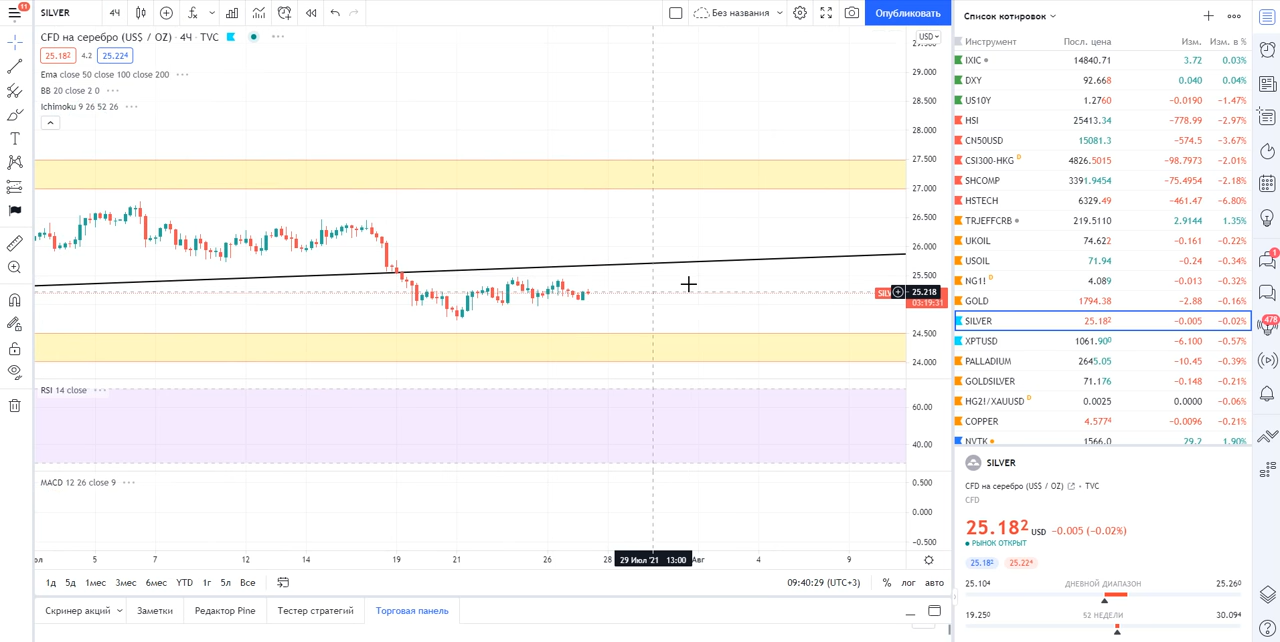 11
SILVER
4Ч
Без названия
Опубликовать
Список котировок
CFD на серебро (US$ / OZ) · 4Ч · TVC
USD
25.182 4.2 25.224
Ema close 50 close 100 close 200
BB 20 close 2 0
Ichimoku 9 26 52 26
29.000
28.500
28.000
27.500
27.000
26.500
26.000
25.500
25.218
03:19:31
24.500
24.000
RSI 14 close
60.00
40.00
MACD 12 26 close 9
0.500
0.000
−0.500
5 7 12 14 19 21 26 28 29 Июл '21 13:00 Авг 4 9
1д 5д 1мес 3мес 6мес YTD 1г 5л Все
09:40:29 (UTC+3) % лог авто
Скринер акций Заметки Редактор Pine Тестер стратегий Торговая панель
Инструмент Посл. цена Изм. Изм. в %
IXIC 14840.71 3.72 0.03%
DXY 92.668 0.040 0.04%
US10Y 1.2760 −0.0190 −1.47%
HSI 25413.34 −778.99 −2.97%
CN50USD 15081.3 −574.5 −3.67%
CSI300-HKG D 4826.5015 −98.7973 −2.01%
SHCOMP 3391.9454 −75.4954 −2.18%
HSTECH 6329.49 −461.47 −6.80%
TRJEFFCRB 219.5110 2.9144 1.35%
UKOIL 74.622 −0.161 −0.22%
USOIL 71.94 −0.24 −0.34%
NG1! D 4.089 −0.013 −0.32%
GOLD 1794.38 −2.88 −0.16%
SILVER 25.182 −0.005 −0.02%
XPTUSD 1061.900 −6.100 −0.57%
PALLADIUM 2645.05 −10.45 −0.39%
GOLDSILVER 71.176 −0.148 −0.21%
HG2!/XAUUSD D 0.0025 0.0000 −0.06%
COPPER 4.5774 −0.0096 −0.21%
NVTK 1566.0 29.2 1.90%
SILVER
CFD на серебро (US$ / OZ) • TVC
CFD
25.182 USD −0.005 (−0.02%)
РЫНОК ОТКРЫТ
25.182 25.224
25.104 ДНЕВНОЙ ДИАПАЗОН 25.260
19.250 52 НЕДЕЛИ 30.094
1
478